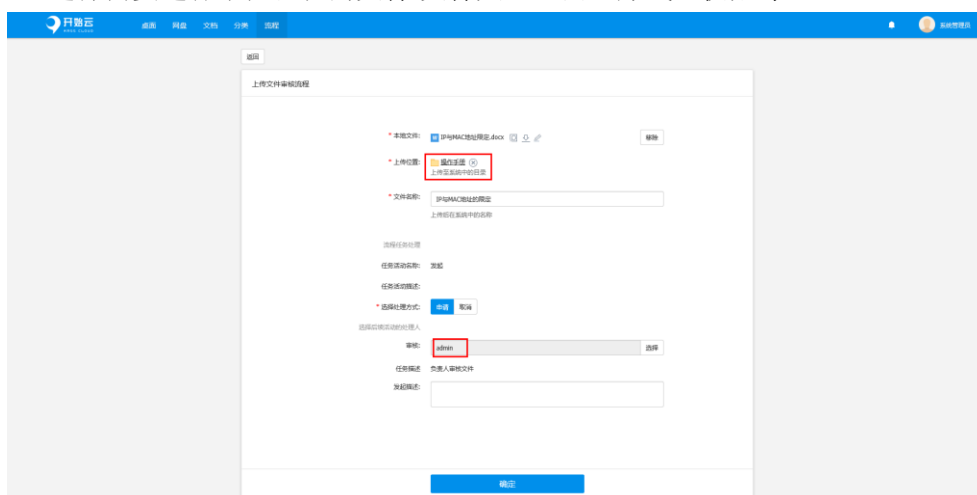 开始云
桌面 网盘 文档 分类 流程
系统管理员
返回
上传文件审核流程
* 本地文件: IP与MAC地址限定.docx
移除
* 上传位置: 操作手册
上传至系统中的目录
* 文件名称: IP与MAC地址的限定
上传后在系统中的名称
流程任务处理
任务活动名称: 发起
任务活动描述:
* 选择处理方式: 申请 取消
选择后续活动的处理人
审核: admin 选择
任务描述 负责人审核文件
发起描述:
确定